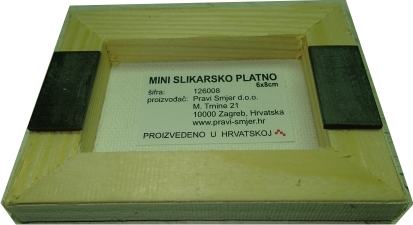 MINI SLIKARSKO PLATNO
6x8cm
šifra: 126008
proizvođač: Pravi Smjer d.o.o.
M. Trnine 21
10000 Zagreb, Hrvatska
www.pravi-smjer.hr
PROIZVEDENO U HRVATSKOJ